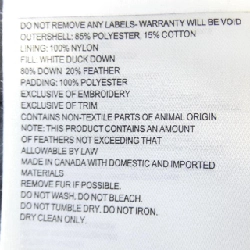 DO NOT REMOVE ANY LABELS- WARRANTY WILL BE VOID
OUTERSHELL: 85% POLYESTER, 15% COTTON
LINING: 100% NYLON
FILL: WHITE DUCK DOWN
80% DOWN 20% FEATHER
PADDING: 100% POLYESTER
EXCLUSIVE OF EMBROIDERY
EXCLUSIVE OF TRIM
CONTAINS NON-TEXTILE PARTS OF ANIMAL ORIGIN
NOTE: THIS PRODUCT CONTAINS AN AMOUNT
OF FEATHERS NOT EXCEEDING THAT
ALLOWABLE BY LAW
MADE IN CANADA WITH DOMESTIC AND IMPORTED
MATERIALS
REMOVE FUR IF POSSIBLE.
DO NOT WASH. DO NOT BLEACH.
DO NOT TUMBLE DRY. DO NOT IRON.
DRY CLEAN ONLY.